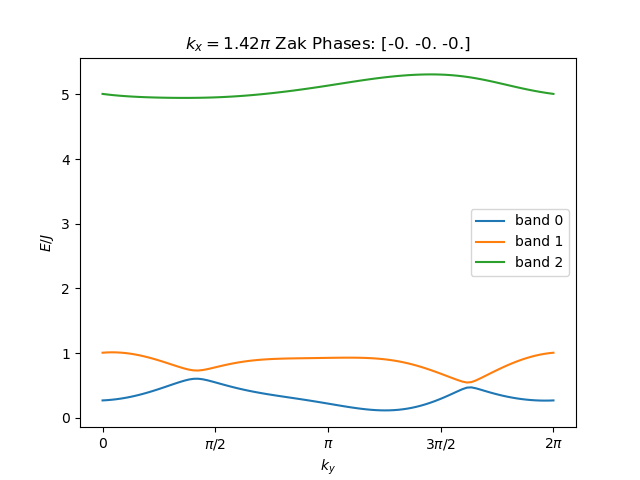 $k_x = 1.42\pi$ Zak Phases: [-0. -0. -0.]
E/J
5
4
3
2
1
0
band 0
band 1
band 2
0
π/2
π
3π/2
2π
$k_y$